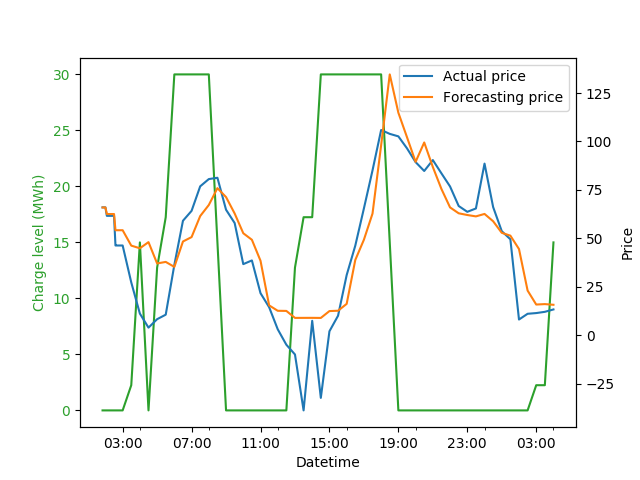 Actual price
Forecasting price
30
25
20
15
10
5
0
Charge level (MWh)
125
100
75
50
25
0
−25
Price
03:00 07:00 11:00 15:00 19:00 23:00 03:00
Datetime